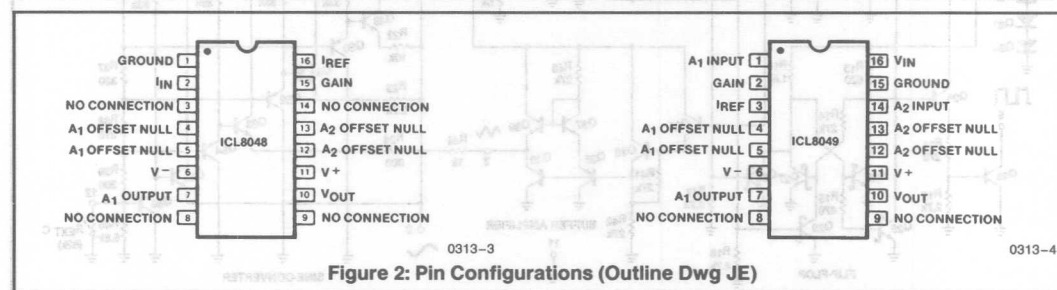 GROUND 1
IIN 2
NO CONNECTION 3
A1 OFFSET NULL 4
A1 OFFSET NULL 5
V− 6
A1 OUTPUT 7
NO CONNECTION 8
ICL8048
16 IREF
15 GAIN
14 NO CONNECTION
13 A2 OFFSET NULL
12 A2 OFFSET NULL
11 V+
10 VOUT
9 NO CONNECTION
0313–3
A1 INPUT 1
GAIN 2
IREF 3
A1 OFFSET NULL 4
A1 OFFSET NULL 5
V− 6
A1 OUTPUT 7
NO CONNECTION 8
ICL8049
16 VIN
15 GROUND
14 A2 INPUT
13 A2 OFFSET NULL
12 A2 OFFSET NULL
11 V+
10 VOUT
9 NO CONNECTION
0313–4
Figure 2: Pin Configurations (Outline Dwg JE)